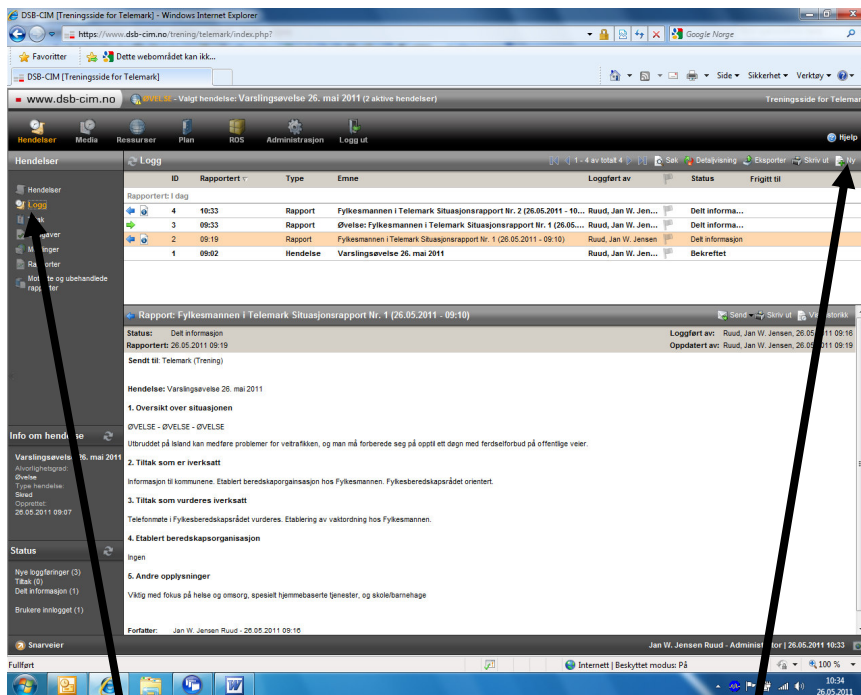 DSB-CIM [Treningsside for Telemark] - Windows Internet Explorer
https://www.dsb-cim.no/trening/telemark/index.php?
Google Norge
Favoritter Dette webområdet kan ikk...
DSB-CIM [Treningsside for Telemark]
Side Sikkerhet Verktøy
www.dsb-cim.no ØVELSE - Valgt hendelse: Varslingsøvelse 26. mai 2011 (2 aktive hendelser) Treningsside for Telemar
Hendelser Media Ressurser Plan ROS Administrasjon Logg ut Hjelp
Hendelser Logg 1 - 4 av totalt 4 Søk Detaljvisning Eksporter Skriv ut Ny
ID Rapportert Type Emne Loggført av Status Frigitt til
Rapportert: I dag
4 10:33 Rapport Fylkesmannen i Telemark Situasjonsrapport Nr. 2 (26.05.2011 - 10... Ruud, Jan W. Jen... Delt informa...
3 09:33 Rapport Øvelse: Fylkesmannen i Telemark Situasjonsrapport Nr. 1 (26.05.... Ruud, Jan W. Jen... Delt informa...
2 09:19 Rapport Fylkesmannen i Telemark Situasjonsrapport Nr. 1 (26.05.2011 - 09:10) Ruud, Jan W. Jensen Delt informasjon
1 09:02 Hendelse Varslingsøvelse 26. mai 2011 Ruud, Jan W. Jen... Bekreftet
Hendelser
Logg
Rapporter
rapporter
Rapport: Fylkesmannen i Telemark Situasjonsrapport Nr. 1 (26.05.2011 - 09:10) Send Skriv ut
Status: Delt informasjon Loggført av: Ruud, Jan W. Jensen, 26.05.2011 09:16
Rapportert: 26.05.2011 09:19 Oppdatert av: Ruud, Jan W. Jensen, 26.05.2011 09:19
Sendt til: Telemark (Trening)
Hendelse: Varslingsøvelse 26. mai 2011
1. Oversikt over situasjonen
ØVELSE - ØVELSE - ØVELSE
Utbruddet på Island kan medføre problemer for veitrafikken, og man må forberede seg på opptil ett døgn med ferdselforbud på offentlige veier.
2. Tiltak som er iverksatt
Informasjon til kommunene. Etablert beredskaporgainsasjon hos Fylkesmannen. Fylkesberedskapsrådet orientert.
3. Tiltak som vurderes iverksatt
Telefonmøte i Fylkesberedskapsrådet vurderes. Etablering av vaktordning hos Fylkesmannen.
4. Etablert beredskapsorganisasjon
Ingen
5. Andre opplysninger
Viktig med fokus på helse og omsorg, spesielt hjemmebaserte tjenester, og skole/barnehage
Forfatter: Jan W. Jensen Ruud - 26.05.2011 09:16
Info om hendelse
Varslingsøvelse 26. mai 2011
Alvorlighetsgrad:
Øvelse
Type hendelse:
Skred
Opprettet:
26.05.2011 09:07
Status
Nye loggføringer (3)
Tiltak (0)
Delt informasjon (1)
Brukere innlogget (1)
Snarveier Jan W. Jensen Ruud - Administrator | 26.05.2011 10:33
Fullført Internett | Beskyttet modus: På 100 %
10:34
26.05.2011